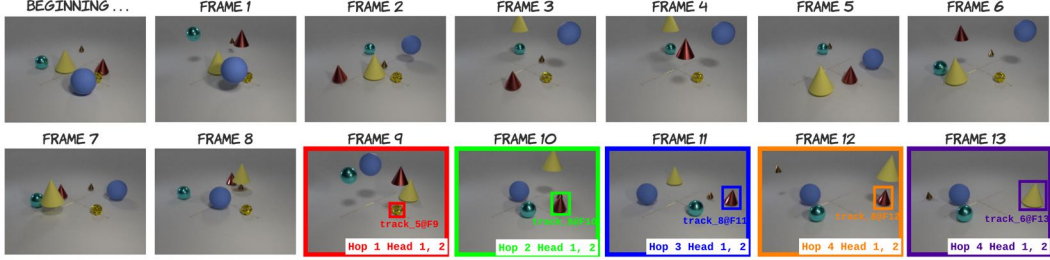 BEGINNING ... FRAME 1 FRAME 2 FRAME 3 FRAME 4 FRAME 5 FRAME 6
FRAME 7 FRAME 8 FRAME 9 FRAME 10 FRAME 11 FRAME 12 FRAME 13
track_5@F9
track_8@F11
track_6@F13
Hop 1 Head 1, 2
Hop 2 Head 1, 2
Hop 3 Head 1, 2
Hop 4 Head 1, 2
Hop 4 Head 1, 2